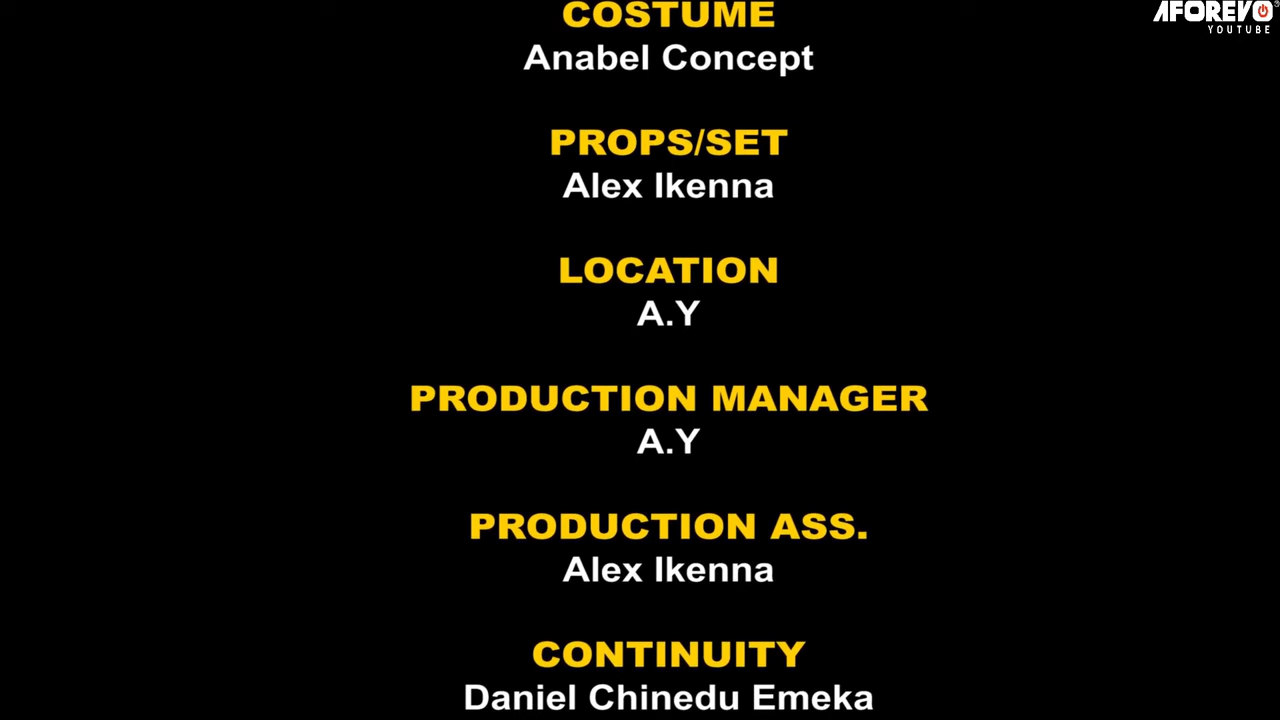 AFOREVO
YOUTUBE
COSTUME
Anabel Concept
PROPS/SET
Alex Ikenna
LOCATION
A.Y
PRODUCTION MANAGER
A.Y
PRODUCTION ASS.
Alex Ikenna
CONTINUITY
Daniel Chinedu Emeka